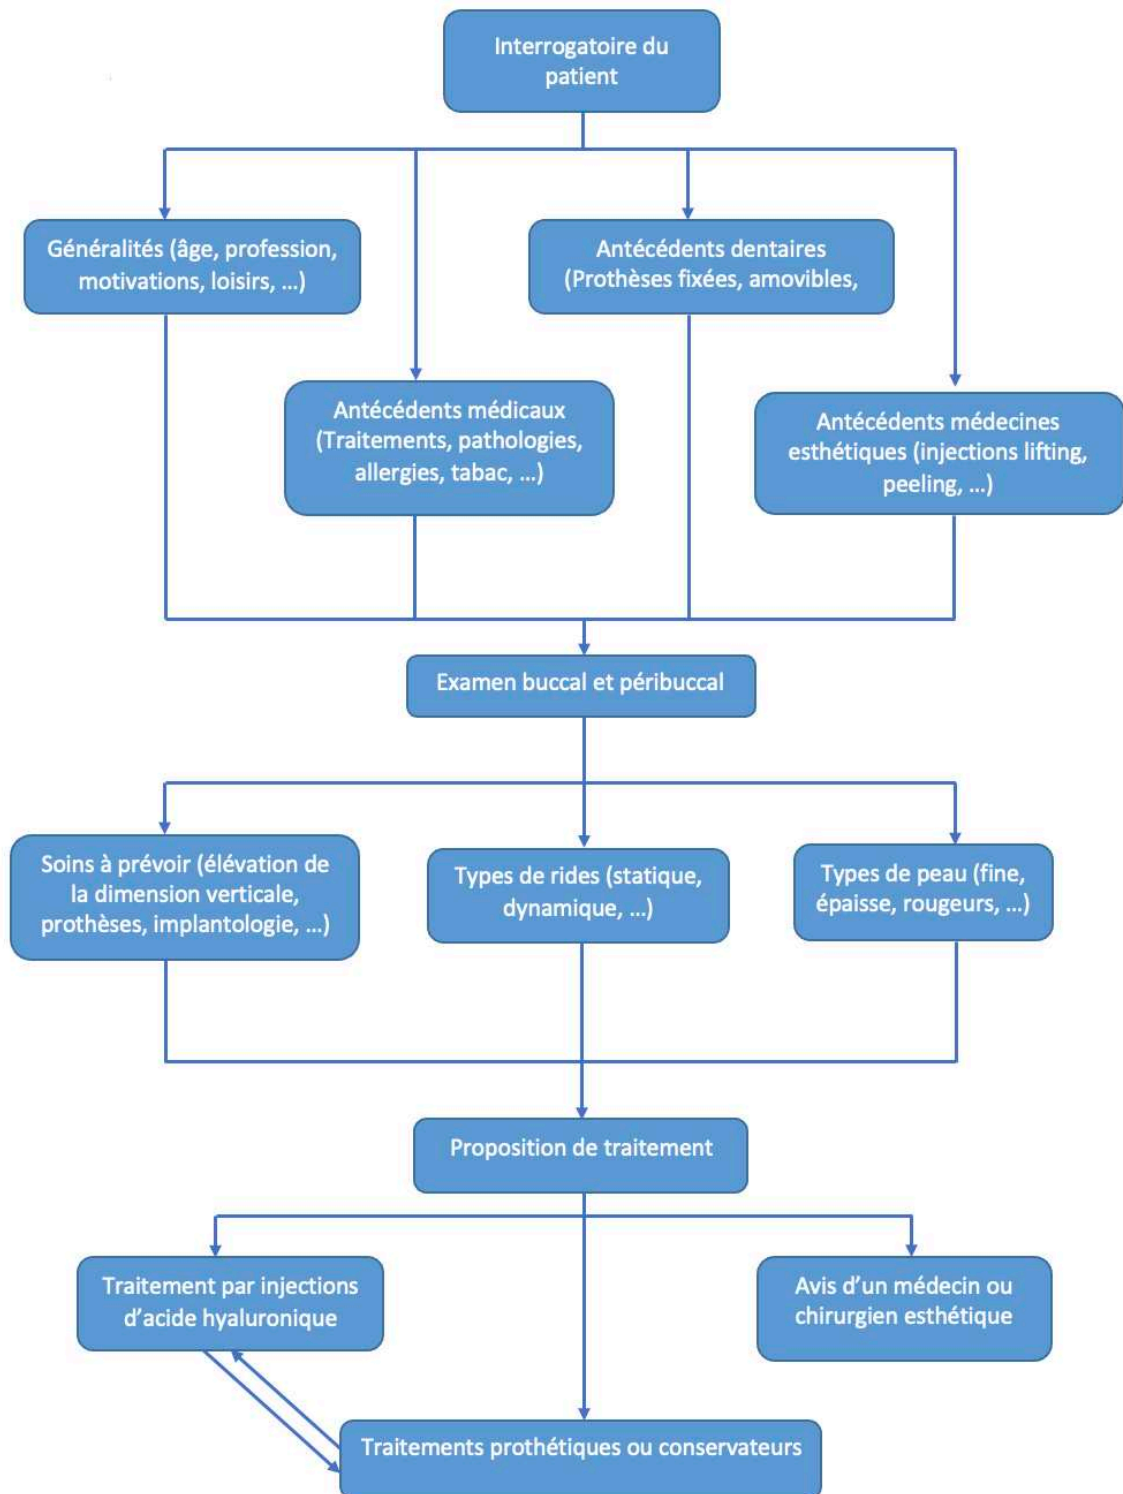 Interrogatoire du
patient
Généralités (âge, profession,
motivations, loisirs, ...)
Antécédents dentaires
(Prothèses fixées, amovibles,
Antécédents médicaux
(Traitements, pathologies,
allergies, tabac, ...)
Antécédents médecines
esthétiques (injections lifting,
peeling, ...)
Examen buccal et péribuccal
Soins à prévoir (élévation de
la dimension verticale,
prothèses, implantologie, ...)
Types de rides (statique,
dynamique, ...)
Types de peau (fine,
épaisse, rougeurs, ...)
Proposition de traitement
Traitement par injections
d’acide hyaluronique
Avis d’un médecin ou
chirurgien esthétique
Traitements prothétiques ou conservateurs